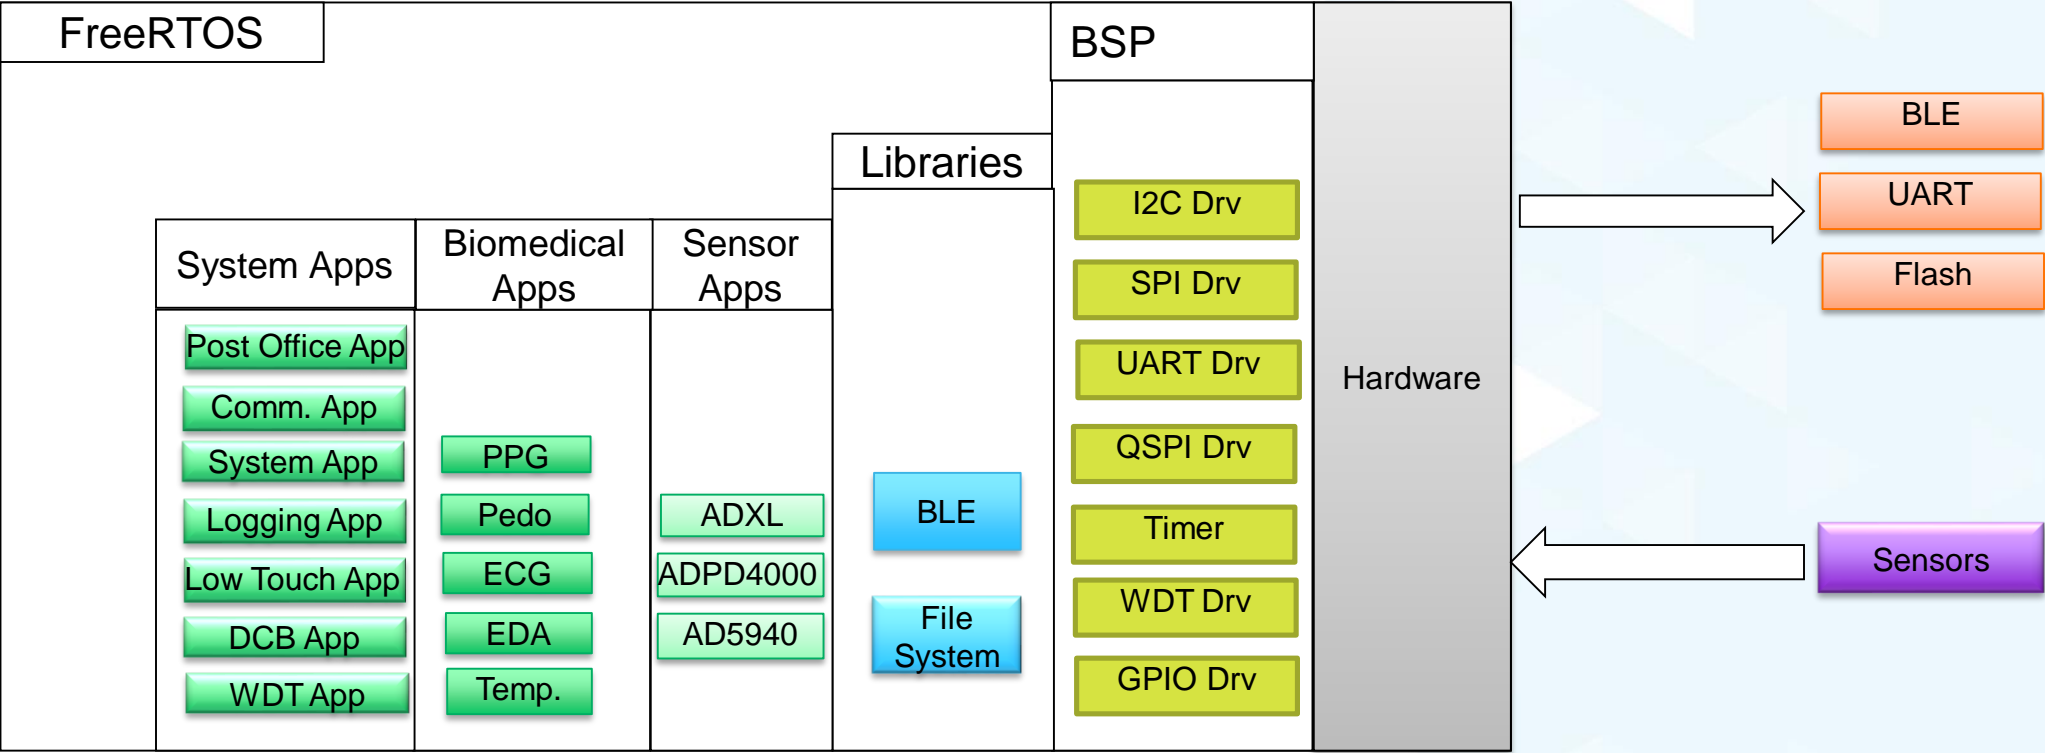 FreeRTOS
BSP
Libraries
System Apps
Biomedical
Apps
Sensor
Apps
Post Office App
Comm. App
System App
Logging App
Low Touch App
DCB App
WDT App
PPG
Pedo
ECG
EDA
Temp.
ADXL
ADPD4000
AD5940
BLE
File
System
I2C Drv
SPI Drv
UART Drv
QSPI Drv
Timer
WDT Drv
GPIO Drv
Hardware
BLE
UART
Flash
Sensors